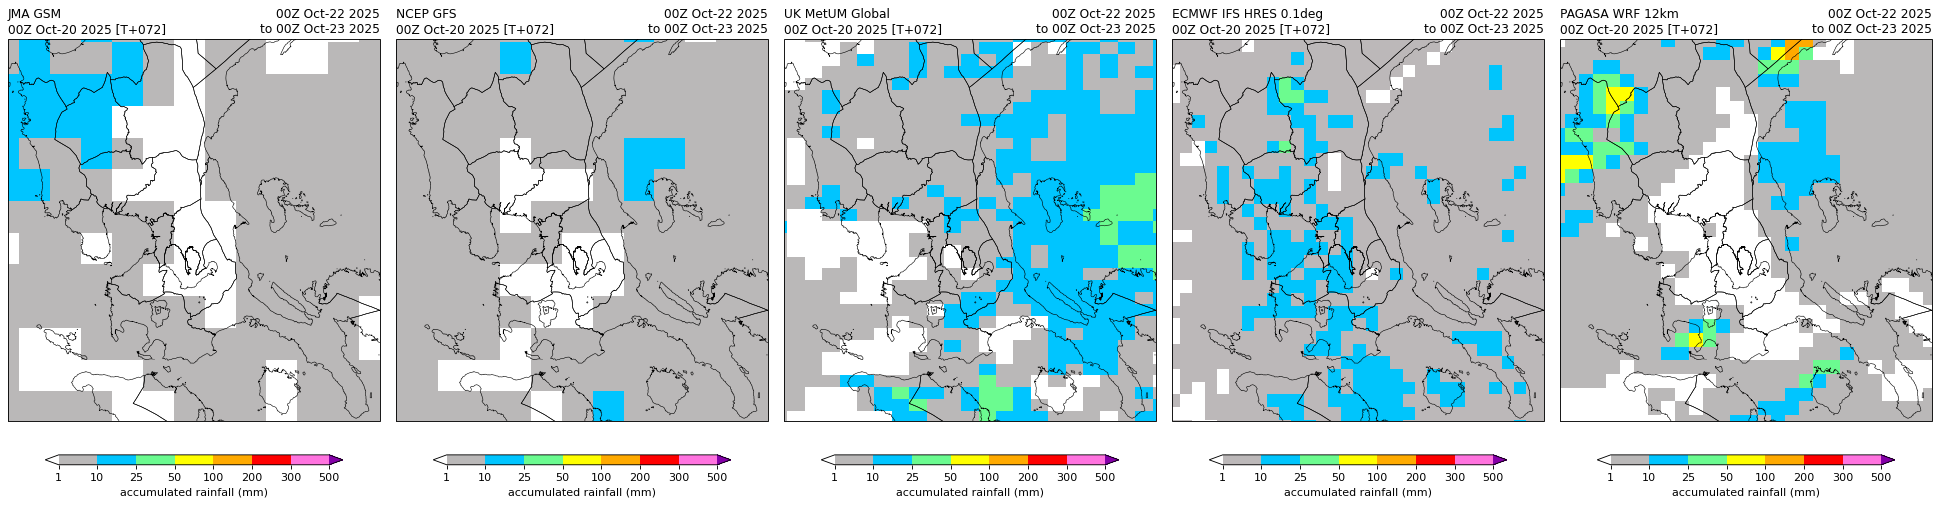 JMA GSM
00Z Oct-22 2025
00Z Oct-20 2025 [T+072]
to 00Z Oct-23 2025
1 10 25 50 100 200 300 500
accumulated rainfall (mm)
NCEP GFS
00Z Oct-22 2025
00Z Oct-20 2025 [T+072]
to 00Z Oct-23 2025
1 10 25 50 100 200 300 500
accumulated rainfall (mm)
UK MetUM Global
00Z Oct-22 2025
00Z Oct-20 2025 [T+072]
to 00Z Oct-23 2025
1 10 25 50 100 200 300 500
accumulated rainfall (mm)
ECMWF IFS HRES 0.1deg
00Z Oct-22 2025
00Z Oct-20 2025 [T+072]
to 00Z Oct-23 2025
1 10 25 50 100 200 300 500
accumulated rainfall (mm)
PAGASA WRF 12km
00Z Oct-22 2025
00Z Oct-20 2025 [T+072]
to 00Z Oct-23 2025
1 10 25 50 100 200 300 500
accumulated rainfall (mm)